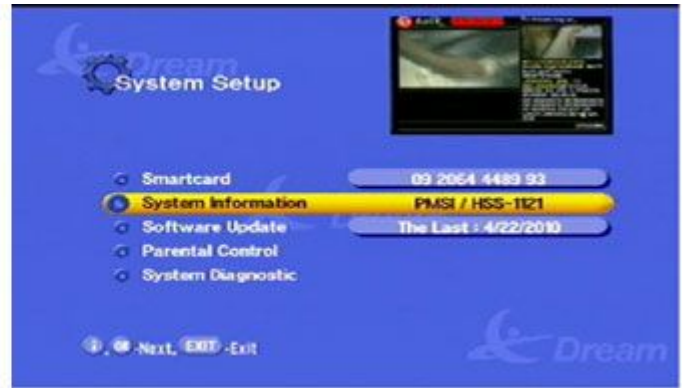 Dream
System Setup
Smartcard 09 2064 4489 93
System Information PMSI / HSS-1121
Software Update The Last : 4/22/2010
Parental Control
System Diagnostic
i, OK -Next, EXIT -Exit
Dream